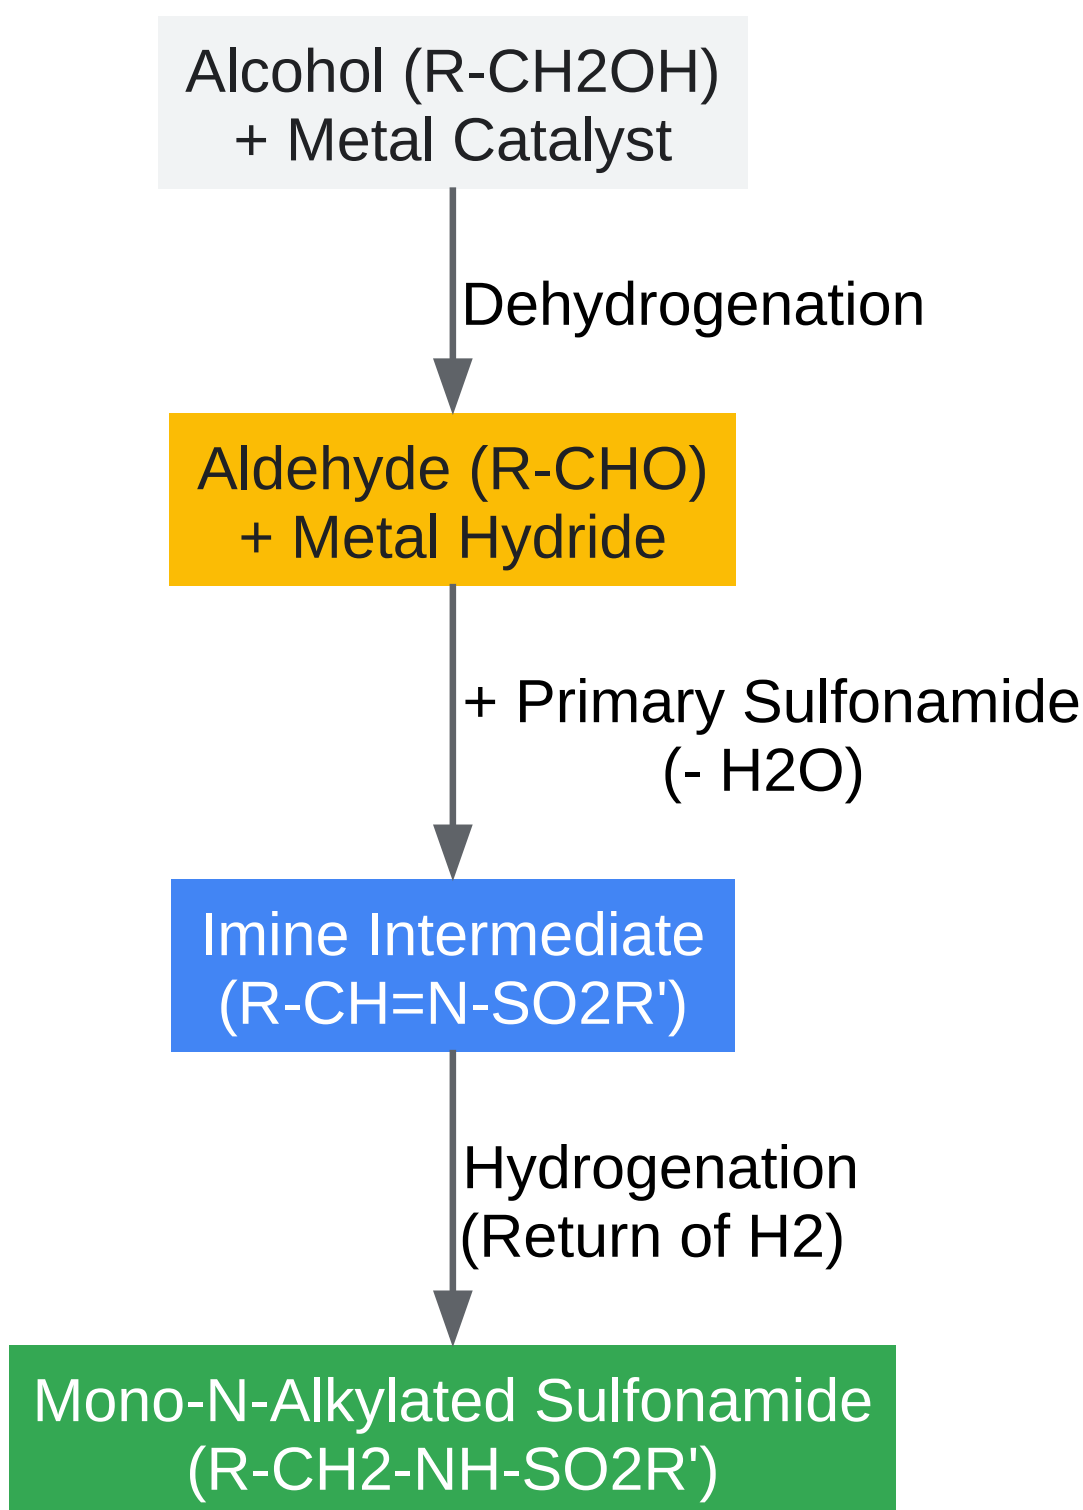 Alcohol (R-CH2OH)
+ Metal Catalyst
Dehydrogenation
Aldehyde (R-CHO)
+ Metal Hydride
+ Primary Sulfonamide
(- H2O)
Imine Intermediate
(R-CH=N-SO2R')
Hydrogenation
(Return of H2)
Mono-N-Alkylated Sulfonamide
(R-CH2-NH-SO2R')